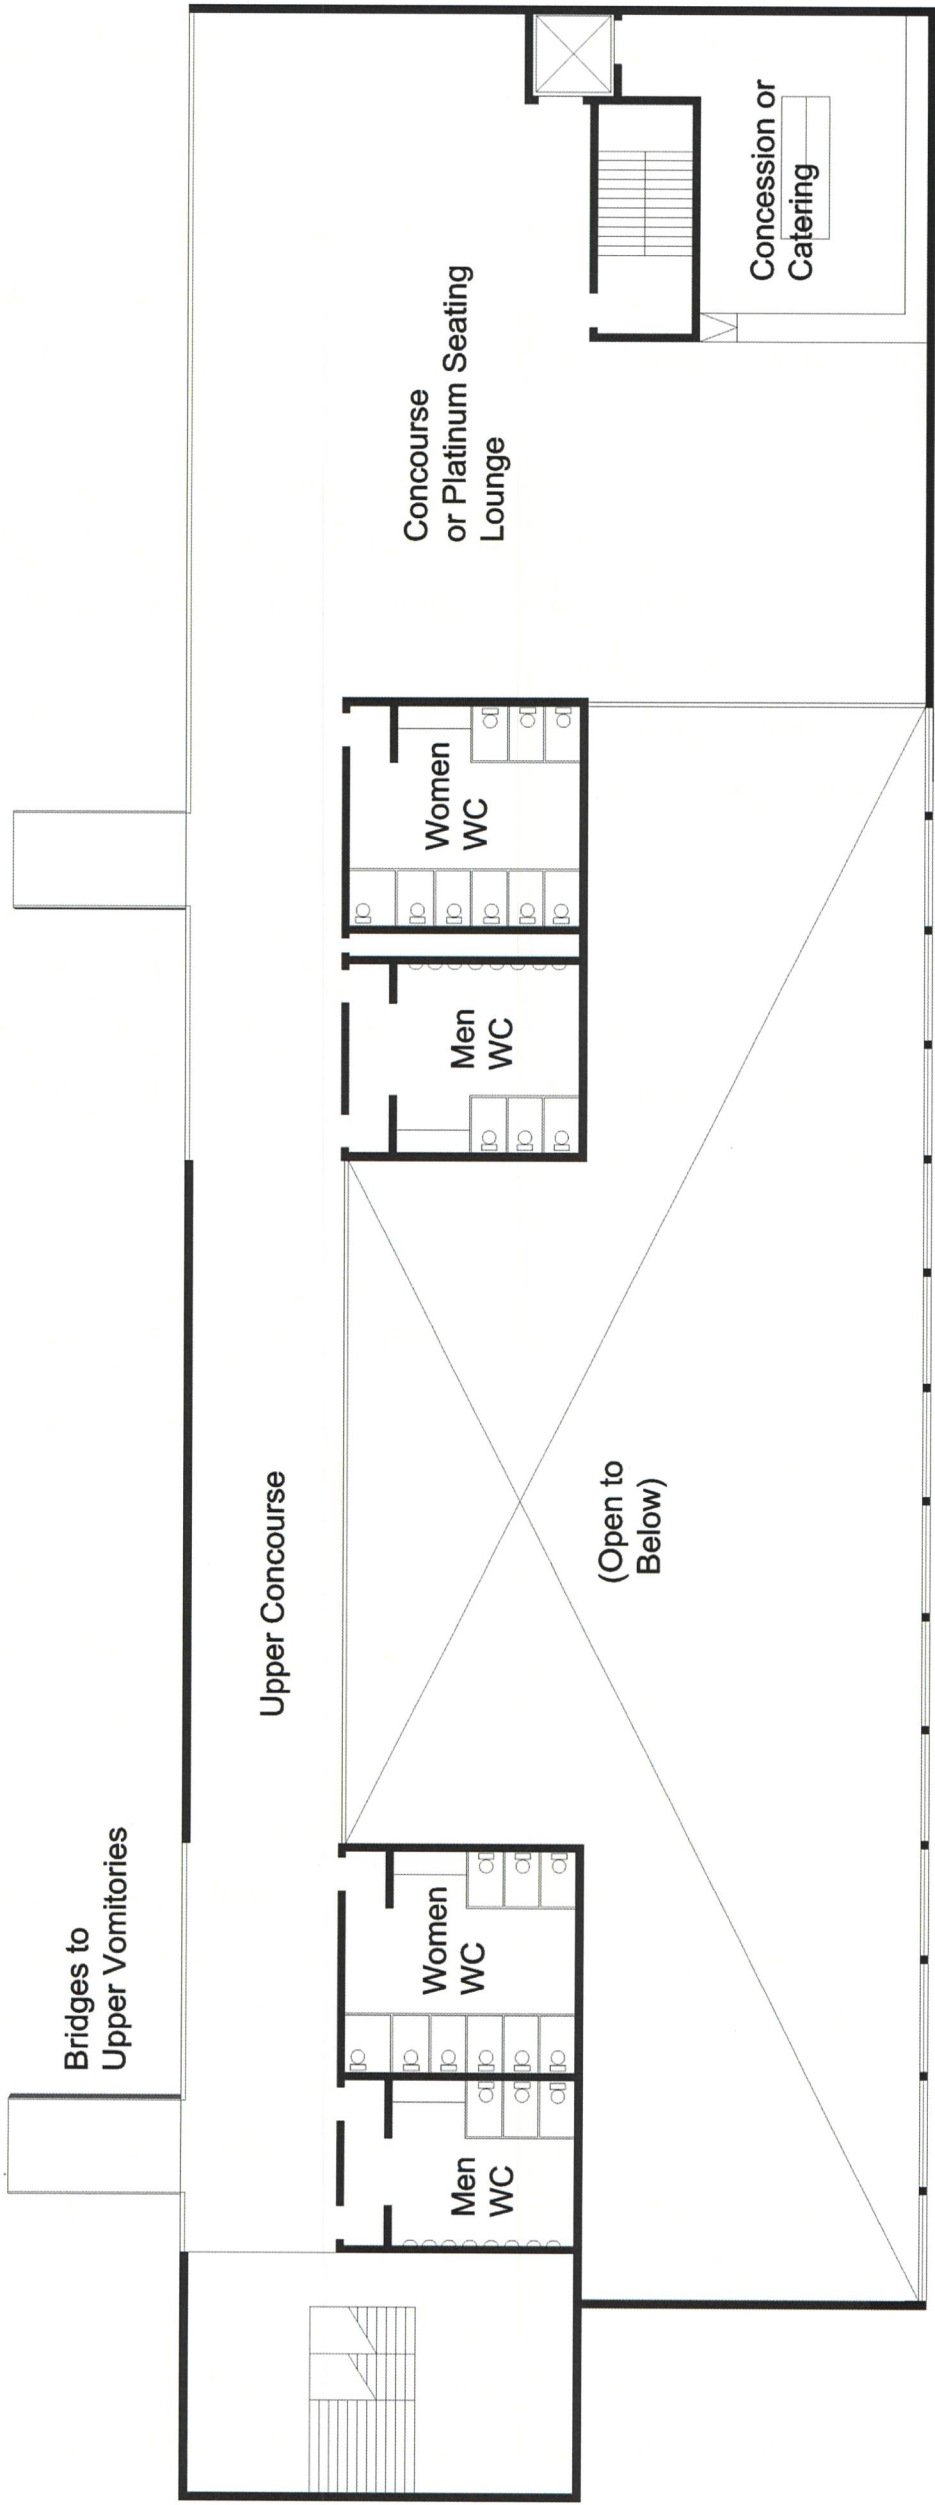 Bridges to
Upper Vomitories
Upper Concourse
Concourse
or Platinum Seating
Lounge
Men
WC
Women
WC
Men
WC
Women
WC
(Open to
Below)
Concession or
Catering